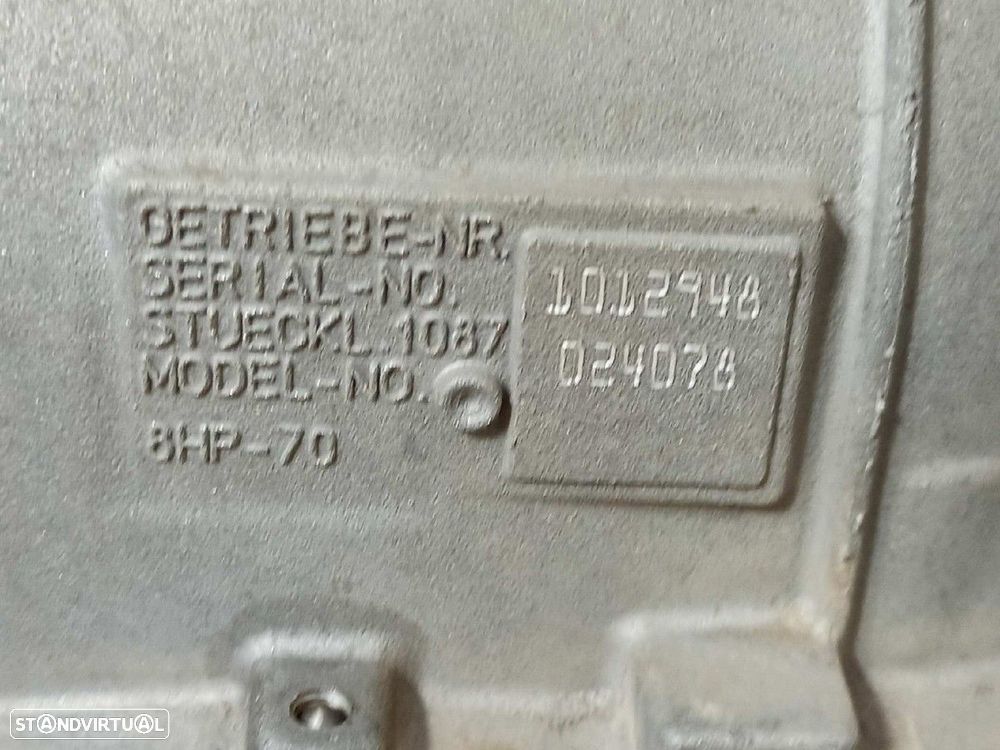 GETRIEBE-NR.
SERIAL-NO. 1012948
STUECKL. 1087
MODEL-NO. 024078
8HP-70
STANDVIRTUAL